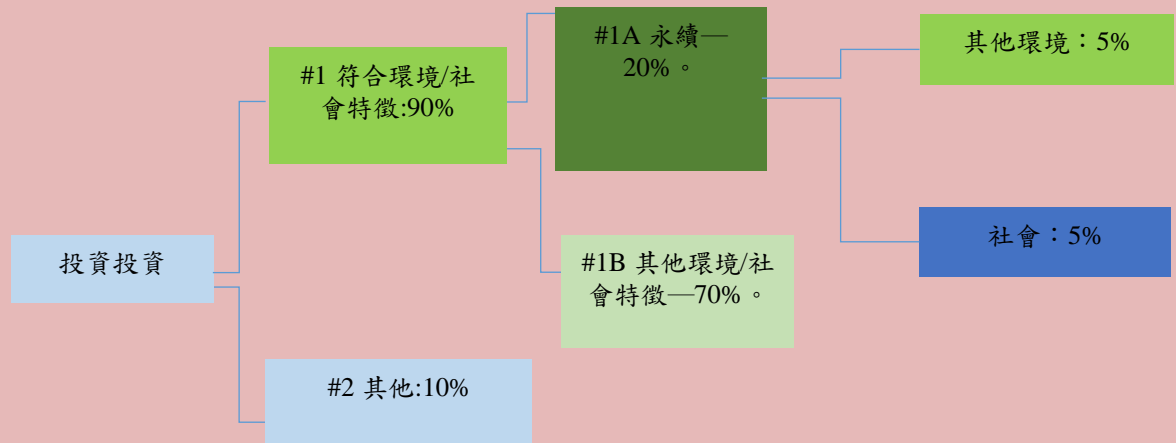 投資投資
#1 符合環境/社
會特徵:90%
#2 其他:10%
#1A 永續—
20%。
#1B 其他環境/社
會特徵—70%。
其他環境：5%
社會：5%